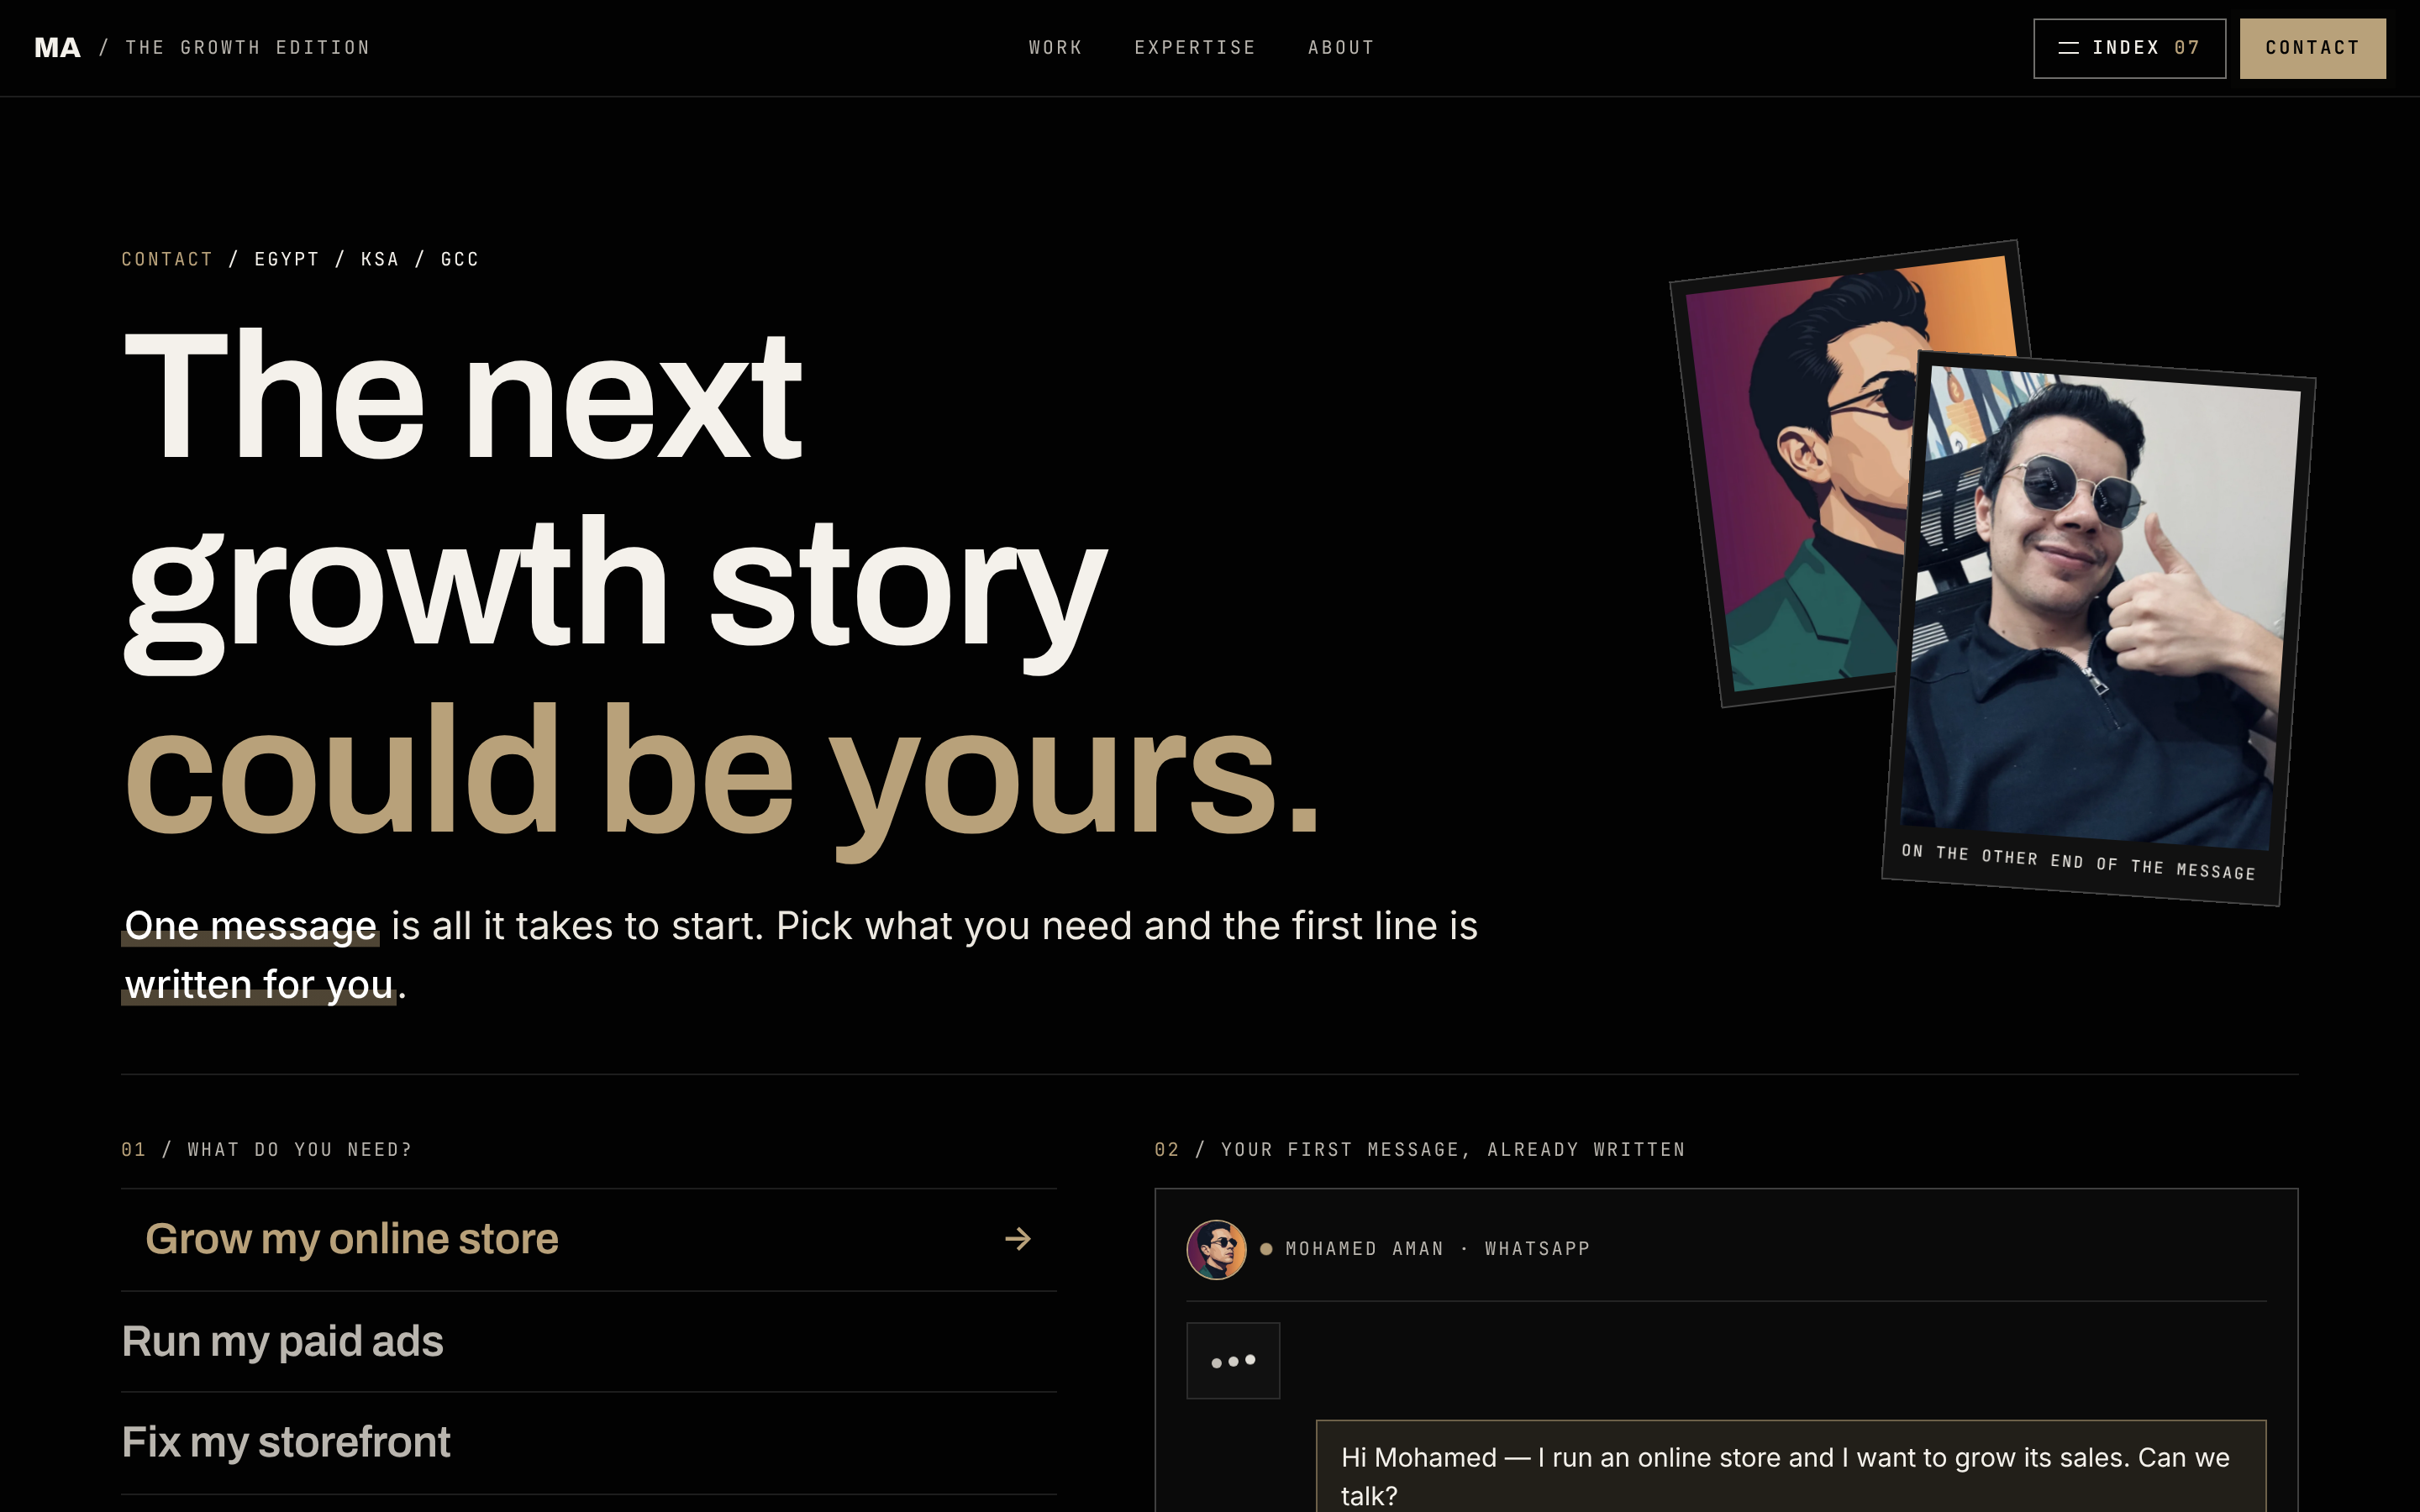 MA / THE GROWTH EDITION
WORK EXPERTISE ABOUT
INDEX 07
CONTACT
CONTACT / EGYPT / KSA / GCC
The next
growth story
could be yours.
One message is all it takes to start. Pick what you need and the first line is
written for you.
ON THE OTHER END OF THE MESSAGE
01 / WHAT DO YOU NEED?
Grow my online store →
Run my paid ads
Fix my storefront
02 / YOUR FIRST MESSAGE, ALREADY WRITTEN
MOHAMED AMAN · WHATSAPP
Hi Mohamed — I run an online store and I want to grow its sales. Can we
talk?